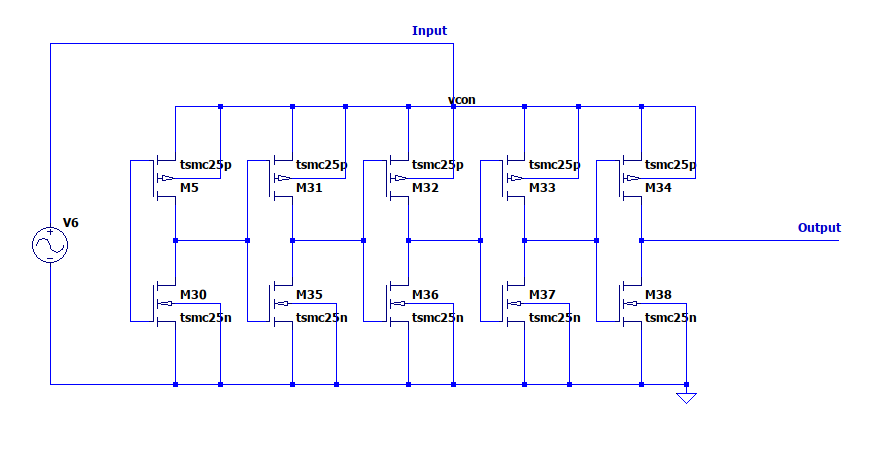 Input
vcon
tsmc25p tsmc25p tsmc25p tsmc25p tsmc25p
M5 M31 M32 M33 M34
V6
Output
M30 M35 M36 M37 M38
tsmc25n tsmc25n tsmc25n tsmc25n tsmc25n